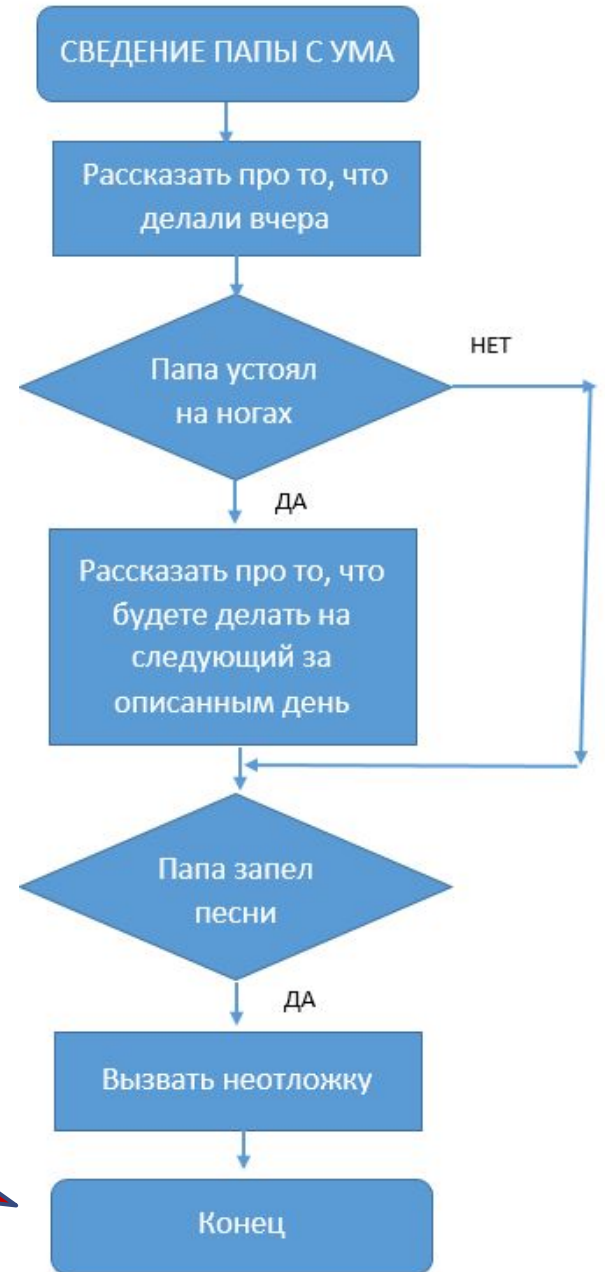 СВЕДЕНИЕ ПАПЫ С УМА
Рассказать про то, что
делали вчера
Папа устоял
на ногах
НЕТ
ДА
Рассказать про то, что
будете делать на
следующий за
описанным день
Папа запел
песни
ДА
Вызвать неотложку
Конец